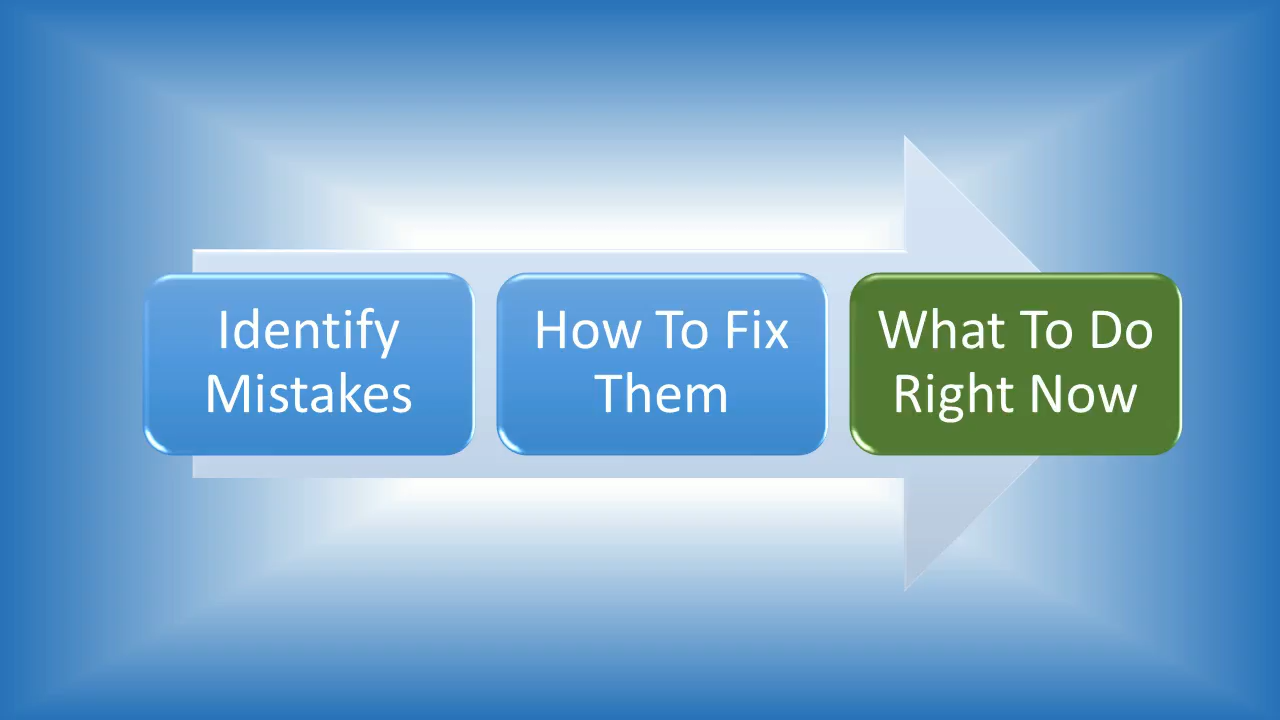 Identify
Mistakes
How To Fix
Them
What To Do
Right Now